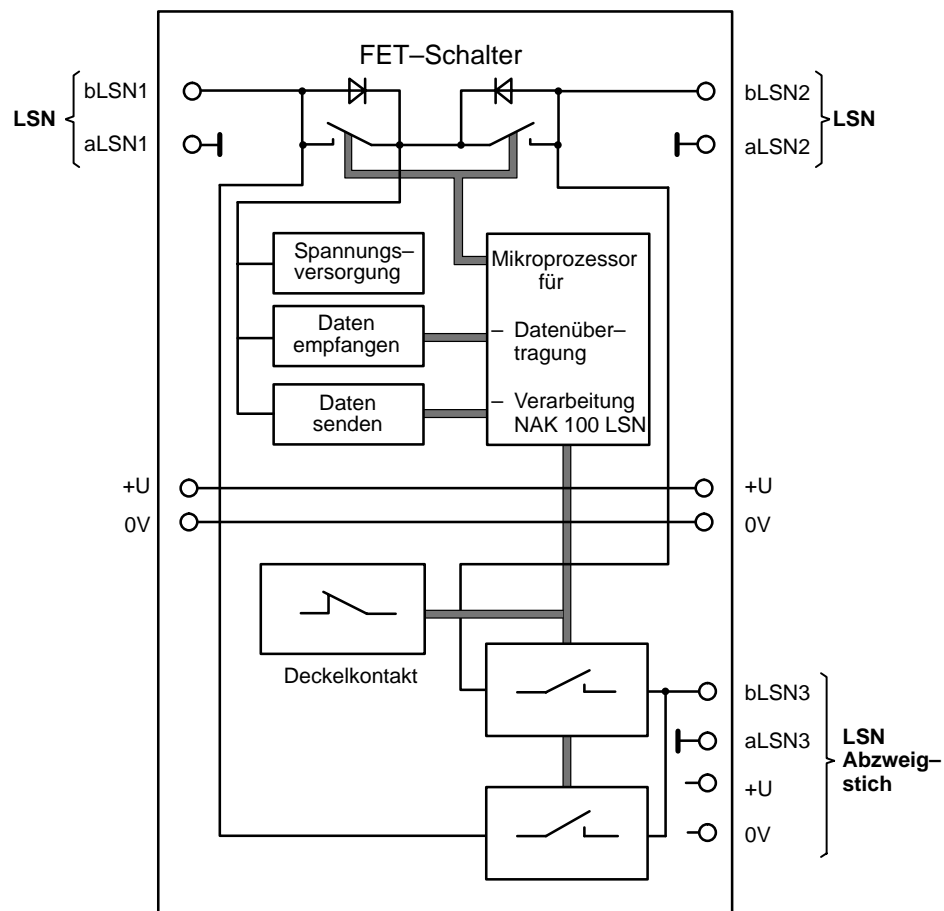 FET–Schalter
LSN
bLSN1
aLSN1
bLSN2
aLSN2
LSN
Spannungs–
versorgung
Daten
empfangen
Daten
senden
Mikroprozessor
für
– Datenüber–
tragung
– Verarbeitung
NAK 100 LSN
+U
0V
+U
0V
Deckelkontakt
bLSN3
aLSN3
+U
0V
LSN
Abzweig–
stich